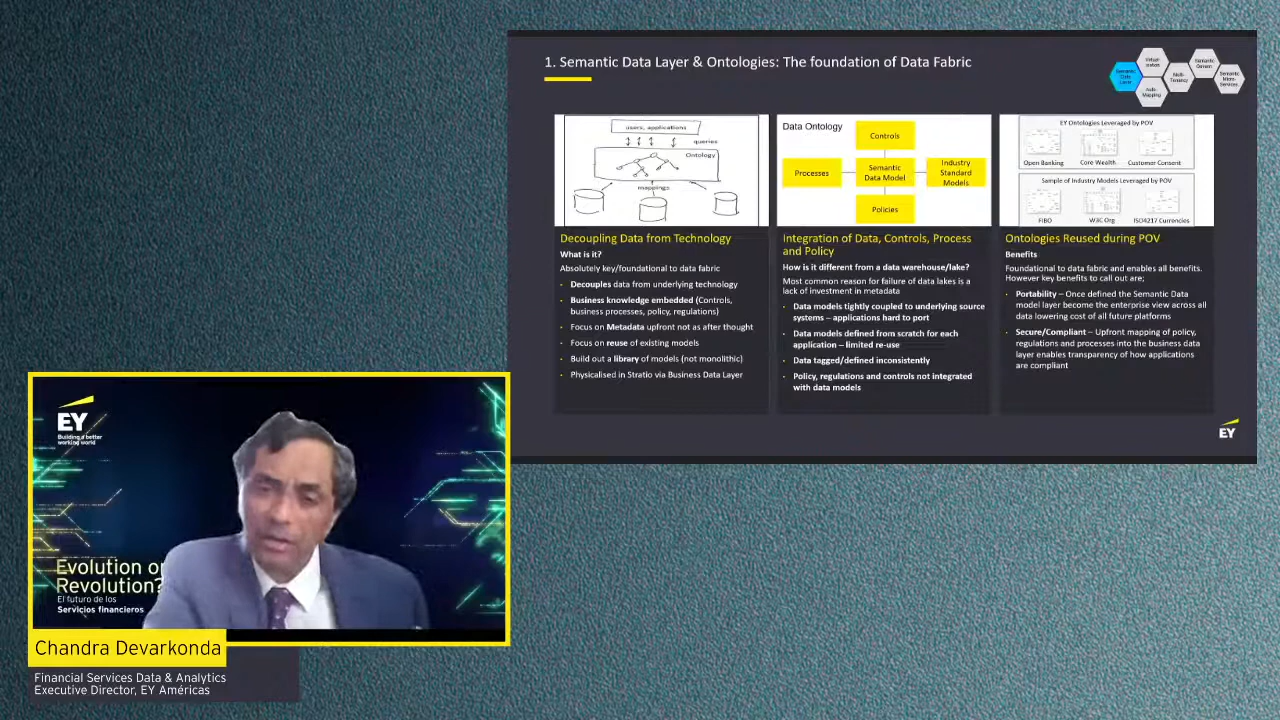 1. Semantic Data Layer & Ontologies: The foundation of Data Fabric
Semantic
Data
Layer
Multi-
Tenancy
Semantic
Semantic
Micro-
Services
Auto-
Mapping
users, applications
queries
Ontology
mappings
Decoupling Data from Technology
What is it?
Absolutely key/foundational to data fabric
• Decouples data from underlying technology
• Business knowledge embedded (Controls,
business processes, policy, regulations)
• Focus on Metadata upfront not as after thought
• Focus on reuse of existing models
• Build out a library of models (not monolithic)
• Physicalised in Stratio via Business Data Layer
Data Ontology
Controls
Processes
Semantic
Data Model
Industry
Standard
Models
Policies
Integration of Data, Controls, Process
and Policy
How is it different from a data warehouse/lake?
Most common reason for failure of data lakes is a
lack of investment in metadata
• Data models tightly coupled to underlying source
systems – applications hard to port
• Data models defined from scratch for each
application – limited re-use
• Data tagged/defined inconsistently
• Policy, regulations and controls not integrated
with data models
EY Ontologies Leveraged by POV
Open Banking Core Wealth Customer Consent
Sample of Industry Models Leveraged by POV
FIBO W3C Org ISO4217 Currencies
Ontologies Reused during POV
Benefits
Foundational to data fabric and enables all benefits.
However key benefits to call out are;
• Portability – Once defined the Semantic Data
model layer become the enterprise view across all
data lowering cost of all future platforms
• Secure/Compliant – Upfront mapping of policy,
regulations and processes into the business data
layer enables transparency of how applications
are compliant
EY
EY
Building a better
working world
Evolution or
Revolution?
El futuro de los
Servicios financieros
Chandra Devarkonda
Financial Services Data & Analytics
Executive Director, EY Américas